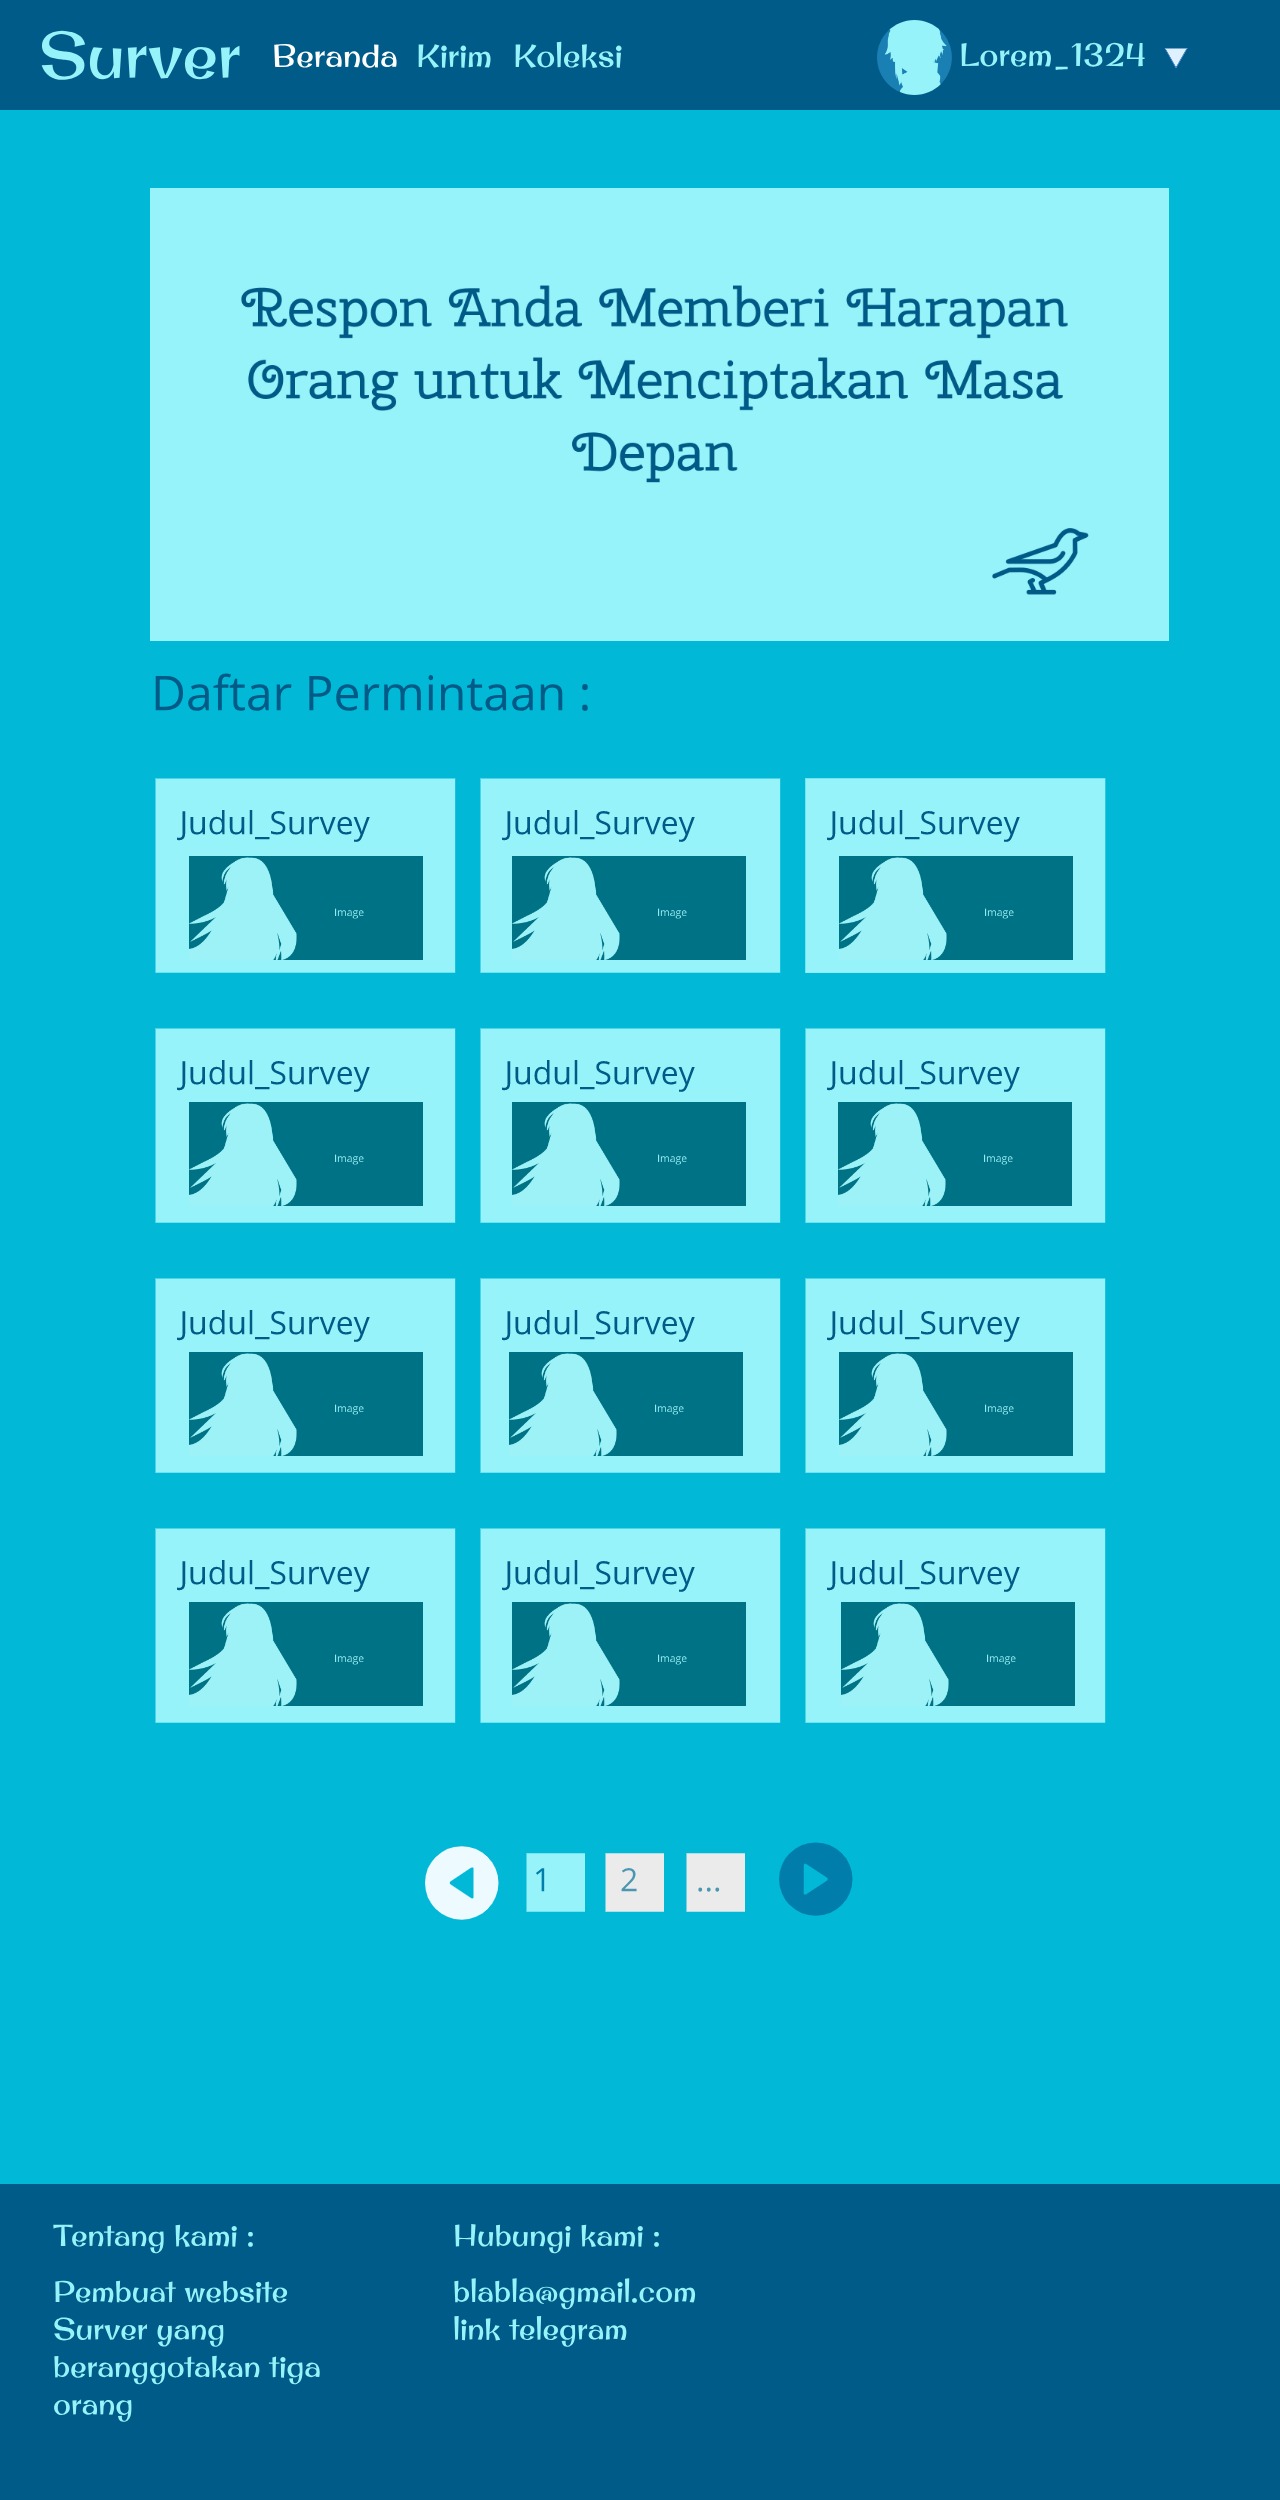 Surver Beranda Kirim Koleksi Lorem_1324
Respon Anda Memberi Harapan
Orang untuk Menciptakan Masa
Depan
Daftar Permintaan :
Judul_Survey Judul_Survey Judul_Survey
Image Image Image
Judul_Survey Judul_Survey Judul_Survey
Image Image Image
Judul_Survey Judul_Survey Judul_Survey
Image Image Image
Judul_Survey Judul_Survey Judul_Survey
Image Image Image
1 2 ...
Tentang kami :
Pembuat website
Surver yang
beranggotakan tiga
orang
Hubungi kami :
blabla@gmail.com
link telegram